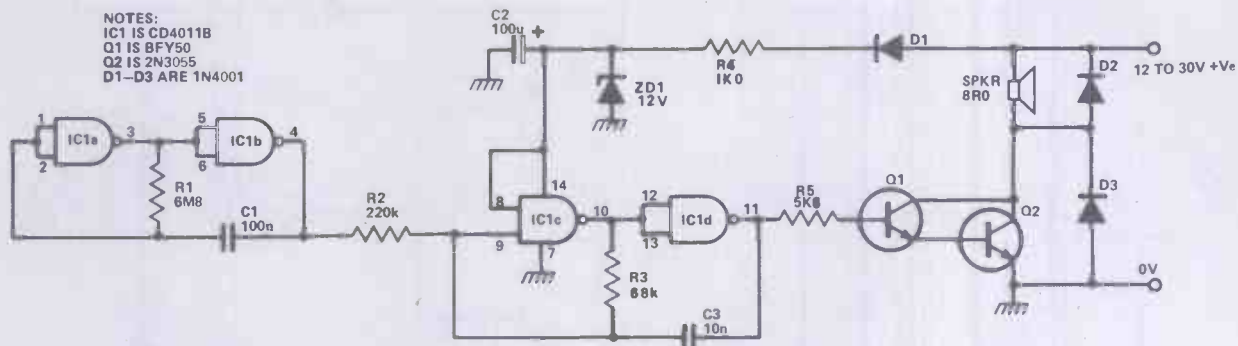 NOTES:
IC1 IS CD4011B
Q1 IS BFY50
Q2 IS 2N3055
D1—D3 ARE 1N4001
C2
100u
+
ZD1
12V
R4
1K0
D1
SPKR
8R0
D2
12 TO 30V +Ve
1
2
IC1a
3
5
6
IC1b
4
R1
6M8
C1
100n
R2
220k
8
9
14
IC1c
7
10
12
13
IC1d
11
R3
68k
C3
10n
R5
5K6
Q1
Q2
D3
0V